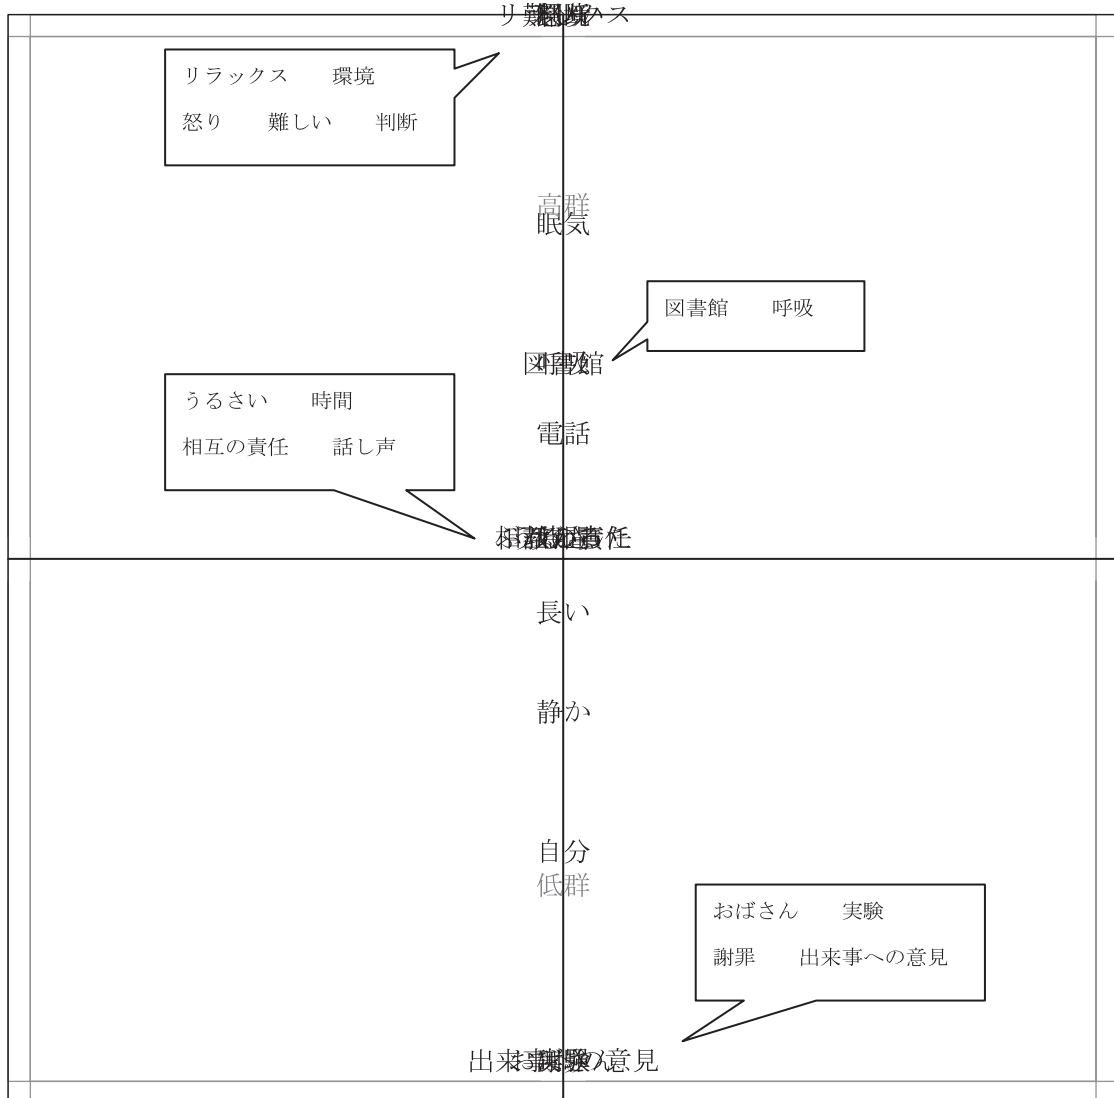 リラックス　　環境
怒り　　難しい　　判断
高群
眠気
図書館　　呼吸
うるさい　　時間
電話
相互の責任　　話し声
長い
静か
自分
低群
おばさん　　実験
謝罪　　出来事への意見